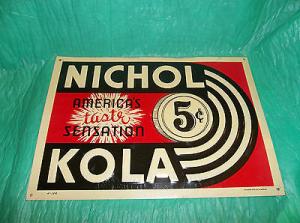 NICHOL
AMERICA'S
taste
SENSATION
5¢
KOLA